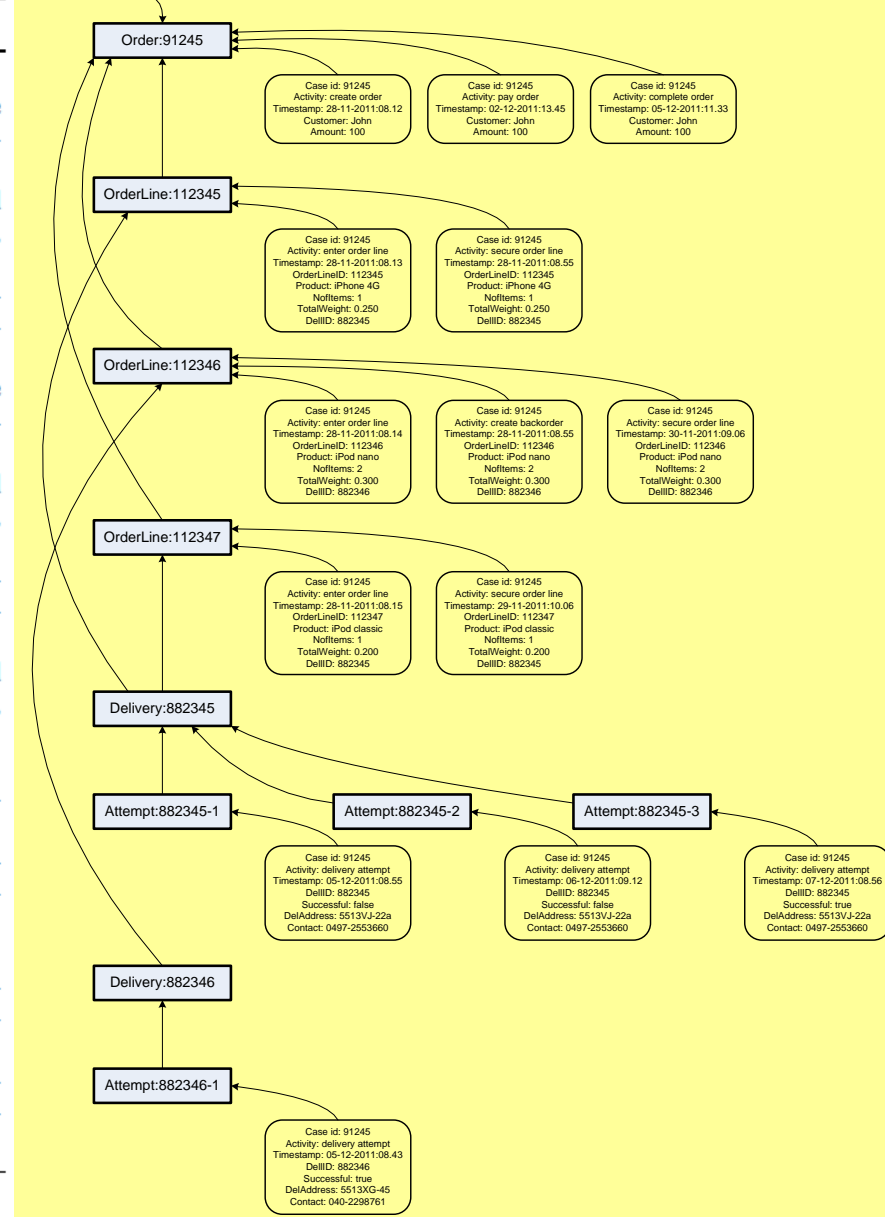 Order:91245
Case id: 91245
Activity: create order
Timestamp: 28-11-2011:08.12
Customer: John
Amount: 100
Case id: 91245
Activity: pay order
Timestamp: 02-12-2011:13.45
Customer: John
Amount: 100
Case id: 91245
Activity: complete order
Timestamp: 05-12-2011:11.33
Customer: John
Amount: 100
OrderLine:112345
Case id: 91245
Activity: enter order line
Timestamp: 28-11-2011:08.13
OrderLineID: 112345
Product: iPhone 4G
NofItems: 1
TotalWeight: 0.250
DellID: 882345
Case id: 91245
Activity: secure order line
Timestamp: 28-11-2011:08.55
OrderLineID: 112345
Product: iPhone 4G
NofItems: 1
TotalWeight: 0.250
DellID: 882345
OrderLine:112346
Case id: 91245
Activity: enter order line
Timestamp: 28-11-2011:08.14
OrderLineID: 112346
Product: iPod nano
NofItems: 2
TotalWeight: 0.300
DellID: 882346
Case id: 91245
Activity: create backorder
Timestamp: 28-11-2011:08.55
OrderLineID: 112346
Product: iPod nano
NofItems: 2
TotalWeight: 0.300
DellID: 882346
Case id: 91245
Activity: secure order line
Timestamp: 30-11-2011:09.06
OrderLineID: 112346
Product: iPod nano
NofItems: 2
TotalWeight: 0.300
DellID: 882346
OrderLine:112347
Case id: 91245
Activity: enter order line
Timestamp: 28-11-2011:08.15
OrderLineID: 112347
Product: iPod classic
NofItems: 1
TotalWeight: 0.200
DellID: 882345
Case id: 91245
Activity: secure order line
Timestamp: 29-11-2011:10.06
OrderLineID: 112347
Product: iPod classic
NofItems: 1
TotalWeight: 0.200
DellID: 882345
Delivery:882345
Attempt:882345-1
Attempt:882345-2
Attempt:882345-3
Case id: 91245
Activity: delivery attempt
Timestamp: 05-12-2011:08.55
DellID: 882345
Successful: false
DelAddress: 5513VJ-22a
Contact: 0497-2553660
Case id: 91245
Activity: delivery attempt
Timestamp: 06-12-2011:09.12
DellID: 882345
Successful: false
DelAddress: 5513VJ-22a
Contact: 0497-2553660
Case id: 91245
Activity: delivery attempt
Timestamp: 07-12-2011:08.56
DellID: 882345
Successful: true
DelAddress: 5513VJ-22a
Contact: 0497-2553660
Delivery:882346
Attempt:882346-1
Case id: 91245
Activity: delivery attempt
Timestamp: 05-12-2011:08.43
DellID: 882346
Successful: true
DelAddress: 5513XG-45
Contact: 040-2298761